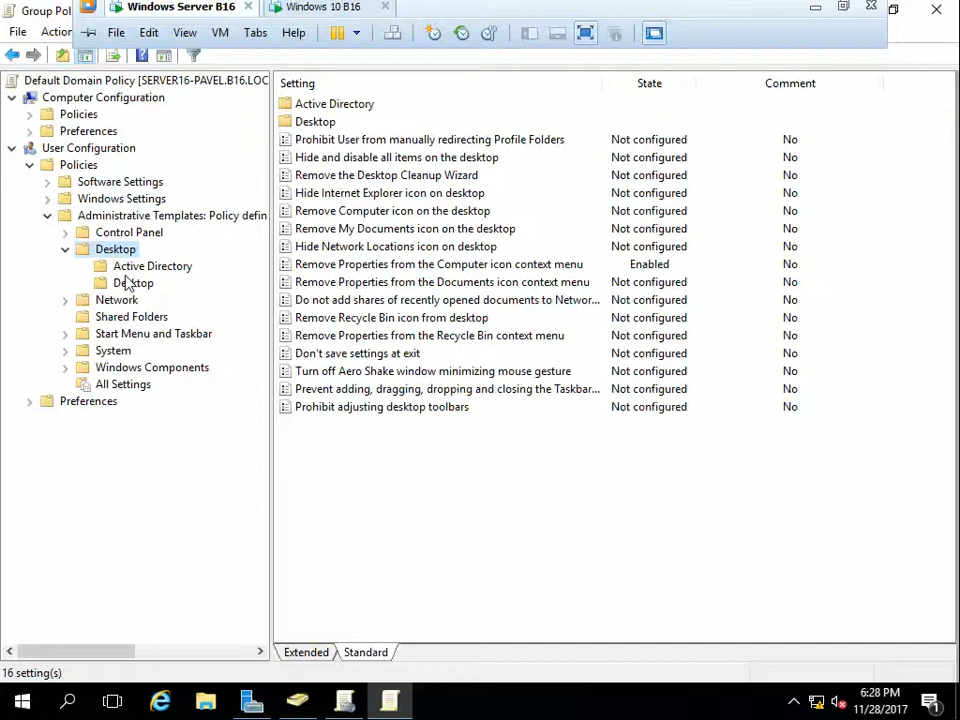 Group Pol
Windows Server B16
Windows 10 B16
File
Action
File
Edit
View
VM
Tabs
Help
Default Domain Policy [SERVER16-PAVEL.B16.LOC
Computer Configuration
Policies
Preferences
User Configuration
Policies
Software Settings
Windows Settings
Administrative Templates: Policy defin
Control Panel
Desktop
Active Directory
Desktop
Network
Shared Folders
Start Menu and Taskbar
System
Windows Components
All Settings
Preferences
Setting State Comment
Active Directory
Desktop
Prohibit User from manually redirecting Profile Folders Not configured No
Hide and disable all items on the desktop Not configured No
Remove the Desktop Cleanup Wizard Not configured No
Hide Internet Explorer icon on desktop Not configured No
Remove Computer icon on the desktop Not configured No
Remove My Documents icon on the desktop Not configured No
Hide Network Locations icon on desktop Not configured No
Remove Properties from the Computer icon context menu Enabled No
Remove Properties from the Documents icon context menu Not configured No
Do not add shares of recently opened documents to Networ... Not configured No
Remove Recycle Bin icon from desktop Not configured No
Remove Properties from the Recycle Bin context menu Not configured No
Don't save settings at exit Not configured No
Turn off Aero Shake window minimizing mouse gesture Not configured No
Prevent adding, dragging, dropping and closing the Taskbar... Not configured No
Prohibit adjusting desktop toolbars Not configured No
Extended
Standard
16 setting(s)
6:28 PM
11/28/2017
1